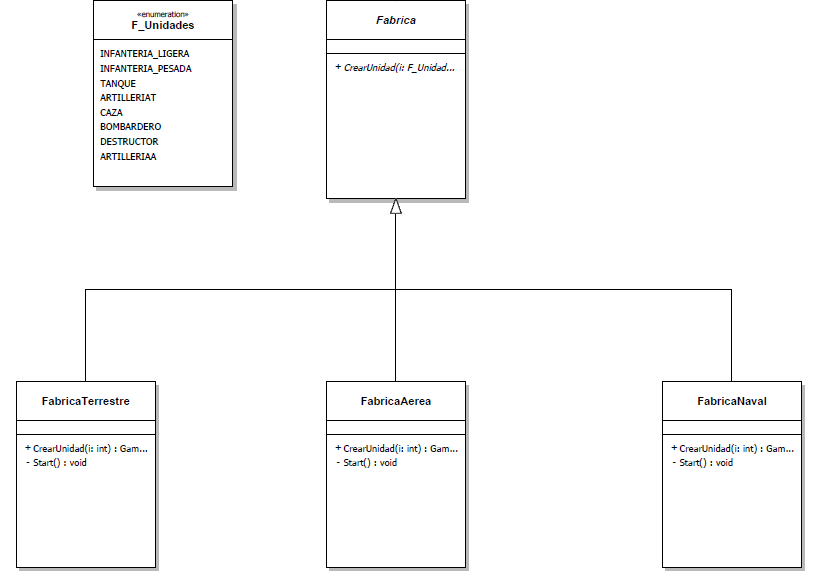 «enumeration»
F_Unidades
INFANTERIA_LIGERA
INFANTERIA_PESADA
TANQUE
ARTILLERIAT
CAZA
BOMBARDERO
DESTRUCTOR
ARTILLERIAA
Fabrica
+ CrearUnidad(i: F_Unidad...
FabricaTerrestre
+ CrearUnidad(i: int) : Gam...
- Start() : void
FabricaAerea
+ CrearUnidad(i: int) : Gam...
- Start() : void
FabricaNaval
+ CrearUnidad(i: int) : Gam...
- Start() : void